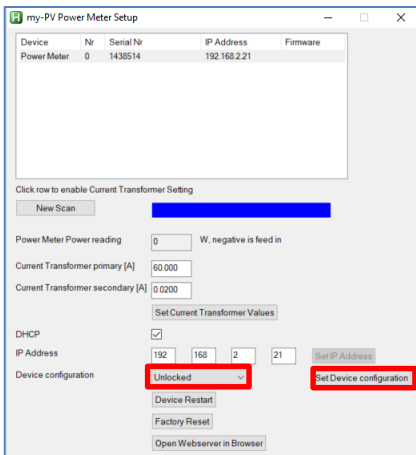 my-PV Power Meter Setup
Device Nr Serial Nr IP Address Firmware
Power Meter 0 1438514 192.168.2.21
Click row to enable Current Transformer Setting
New Scan
Power Meter Power reading 0 W, negative is feed in
Current Transformer primary [A] 60.000
Current Transformer secondary [A] 0.0200
Set Current Transformer Values
DHCP
IP Address 192 168 2 21 Set IP Address
Device configuration Unlocked Set Device configuration
Device Restart
Factory Reset
Open Webserver in Browser